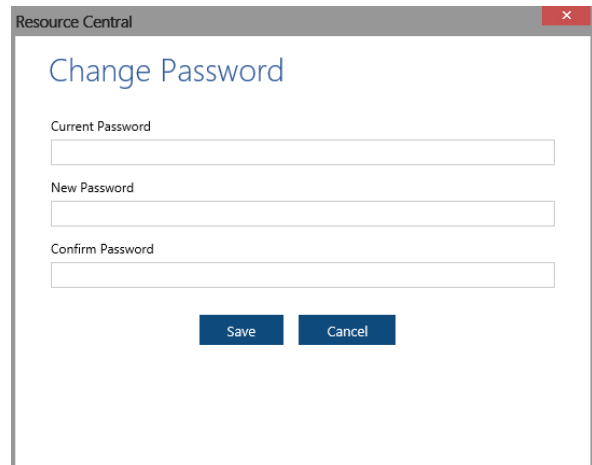 Resource Central
Change Password
Current Password
New Password
Confirm Password
Save Cancel